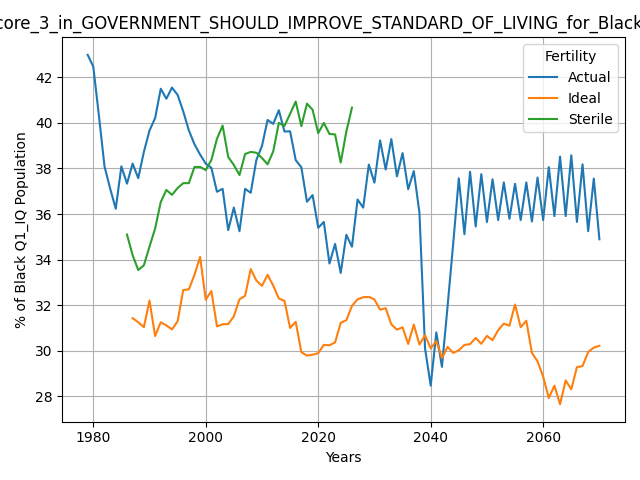 core_3_in_GOVERNMENT_SHOULD_IMPROVE_STANDARD_OF_LIVING_for_Black
Fertility
Actual
Ideal
Sterile
% of Black Q1_IQ Population
42
40
38
36
34
32
30
28
1980
2000
2020
2040
2060
Years